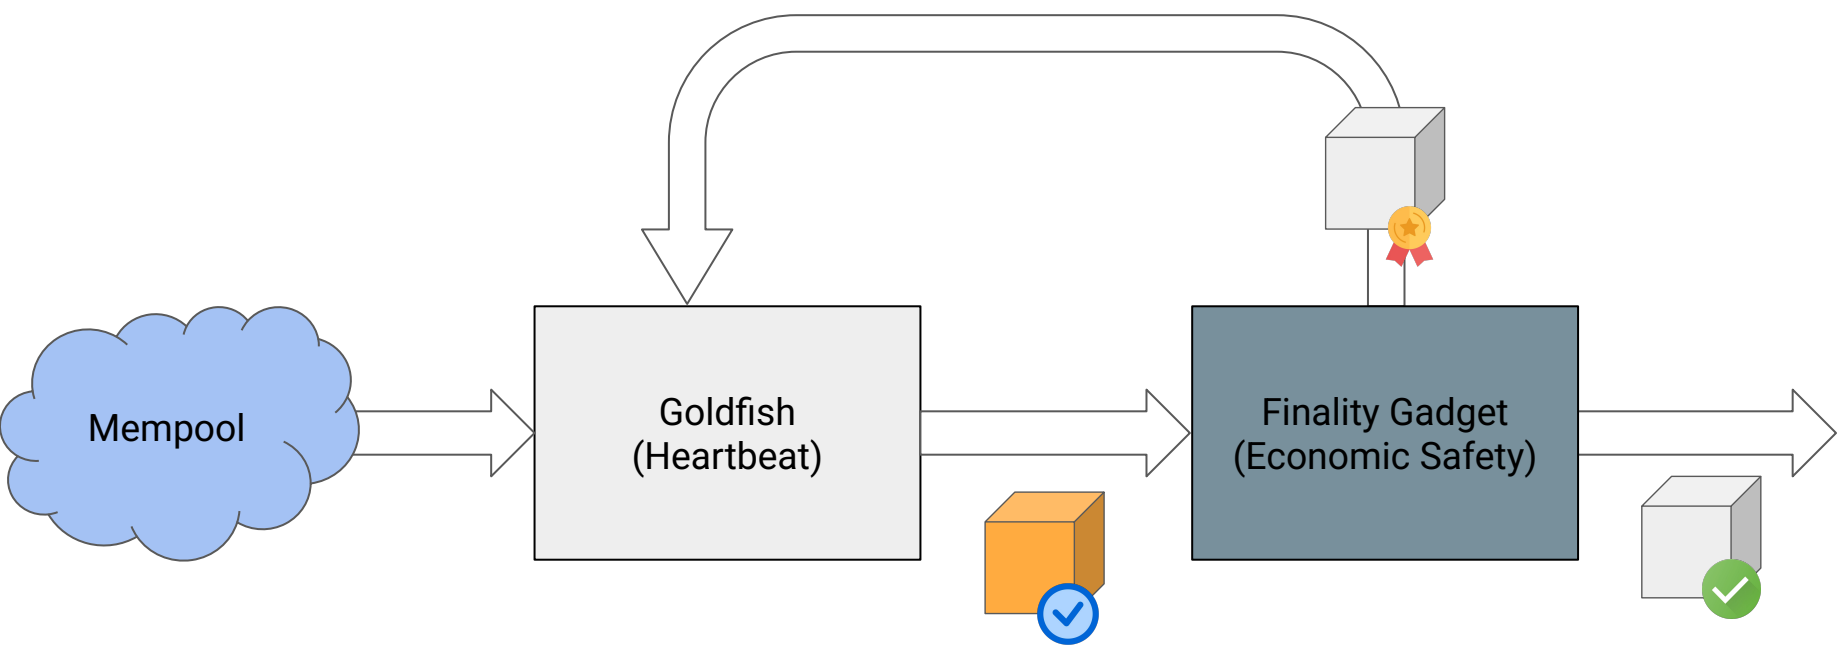 Mempool
Goldfish
(Heartbeat)
Finality Gadget
(Economic Safety)